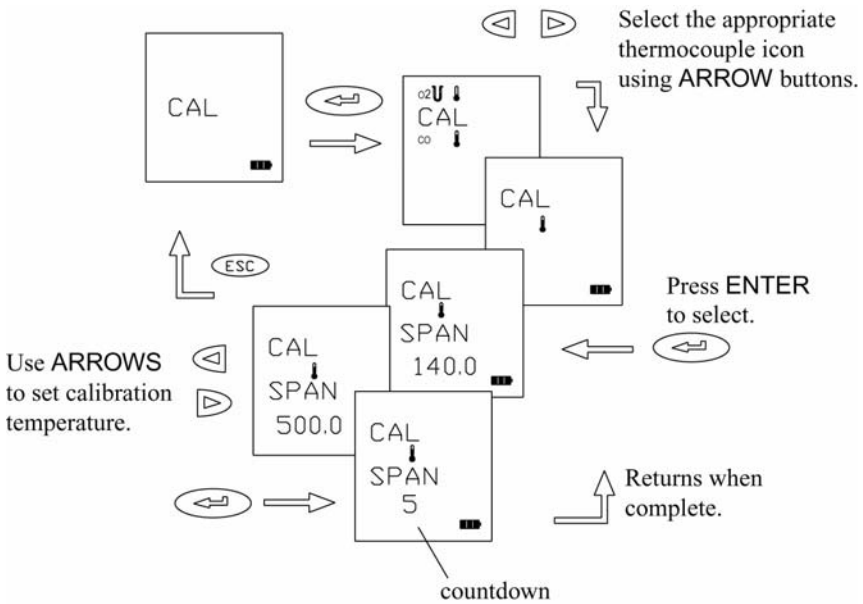 Select the appropriate
thermocouple icon
using ARROW buttons.
CAL
O2
CAL
CO
CAL
ESC
CAL
SPAN
140.0
Press ENTER
to select.
Use ARROWS
to set calibration
temperature.
CAL
SPAN
500.0
CAL
SPAN
5
Returns when
complete.
countdown